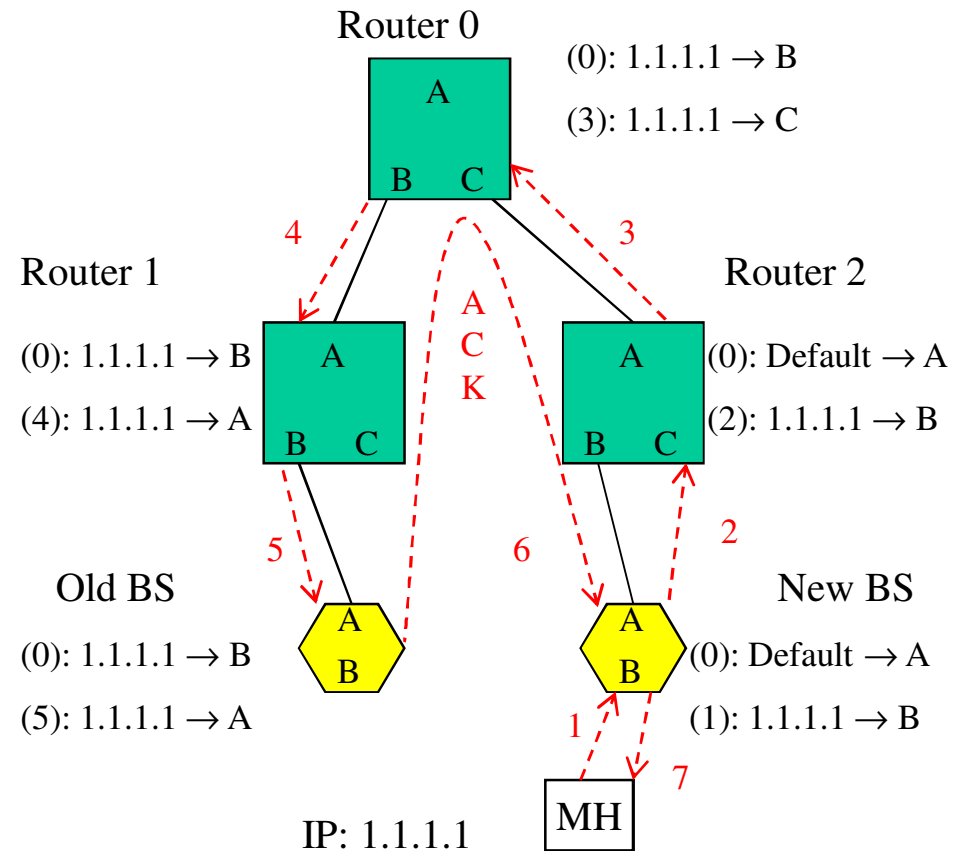 Router 0
(0): 1.1.1.1 → B
(3): 1.1.1.1 → C
A
B C
4
3
Router 1
Router 2
A
C
K
(0): 1.1.1.1 → B
(4): 1.1.1.1 → A
A
B C
A
B C
(0): Default → A
(2): 1.1.1.1 → B
5
6
2
Old BS
New BS
(0): 1.1.1.1 → B
(5): 1.1.1.1 → A
A
B
A
B
(0): Default → A
(1): 1.1.1.1 → B
1
7
MH
IP: 1.1.1.1